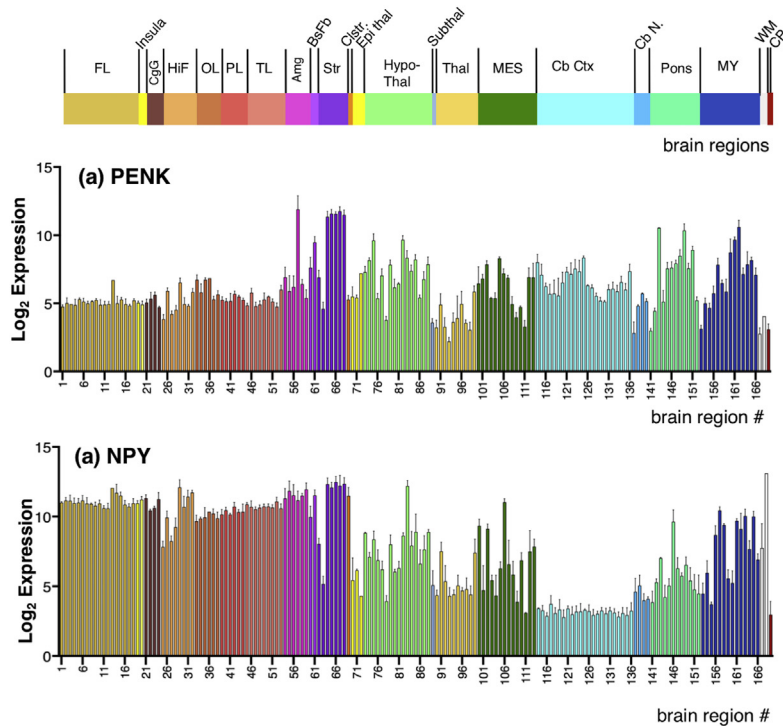 Insula BsFb Clstr. Epi thal Subthal Cb N. WM CP
FL CgG HiF OL PL TL Amg Str Hypo- Thal Thal MES Cb Ctx Pons MY
brain regions
(a) PENK
Log2 Expression
15
10
5
0
1 6 11 16 21 26 31 36 41 46 51 56 61 66 71 76 81 86 91 96 101 106 111 116 121 126 131 136 141 146 151 156 161 166
brain region #
(a) NPY
Log2 Expression
15
10
5
0
1 6 11 16 21 26 31 36 41 46 51 56 61 66 71 76 81 86 91 96 101 106 111 116 121 126 131 136 141 146 151 156 161 166
brain region #